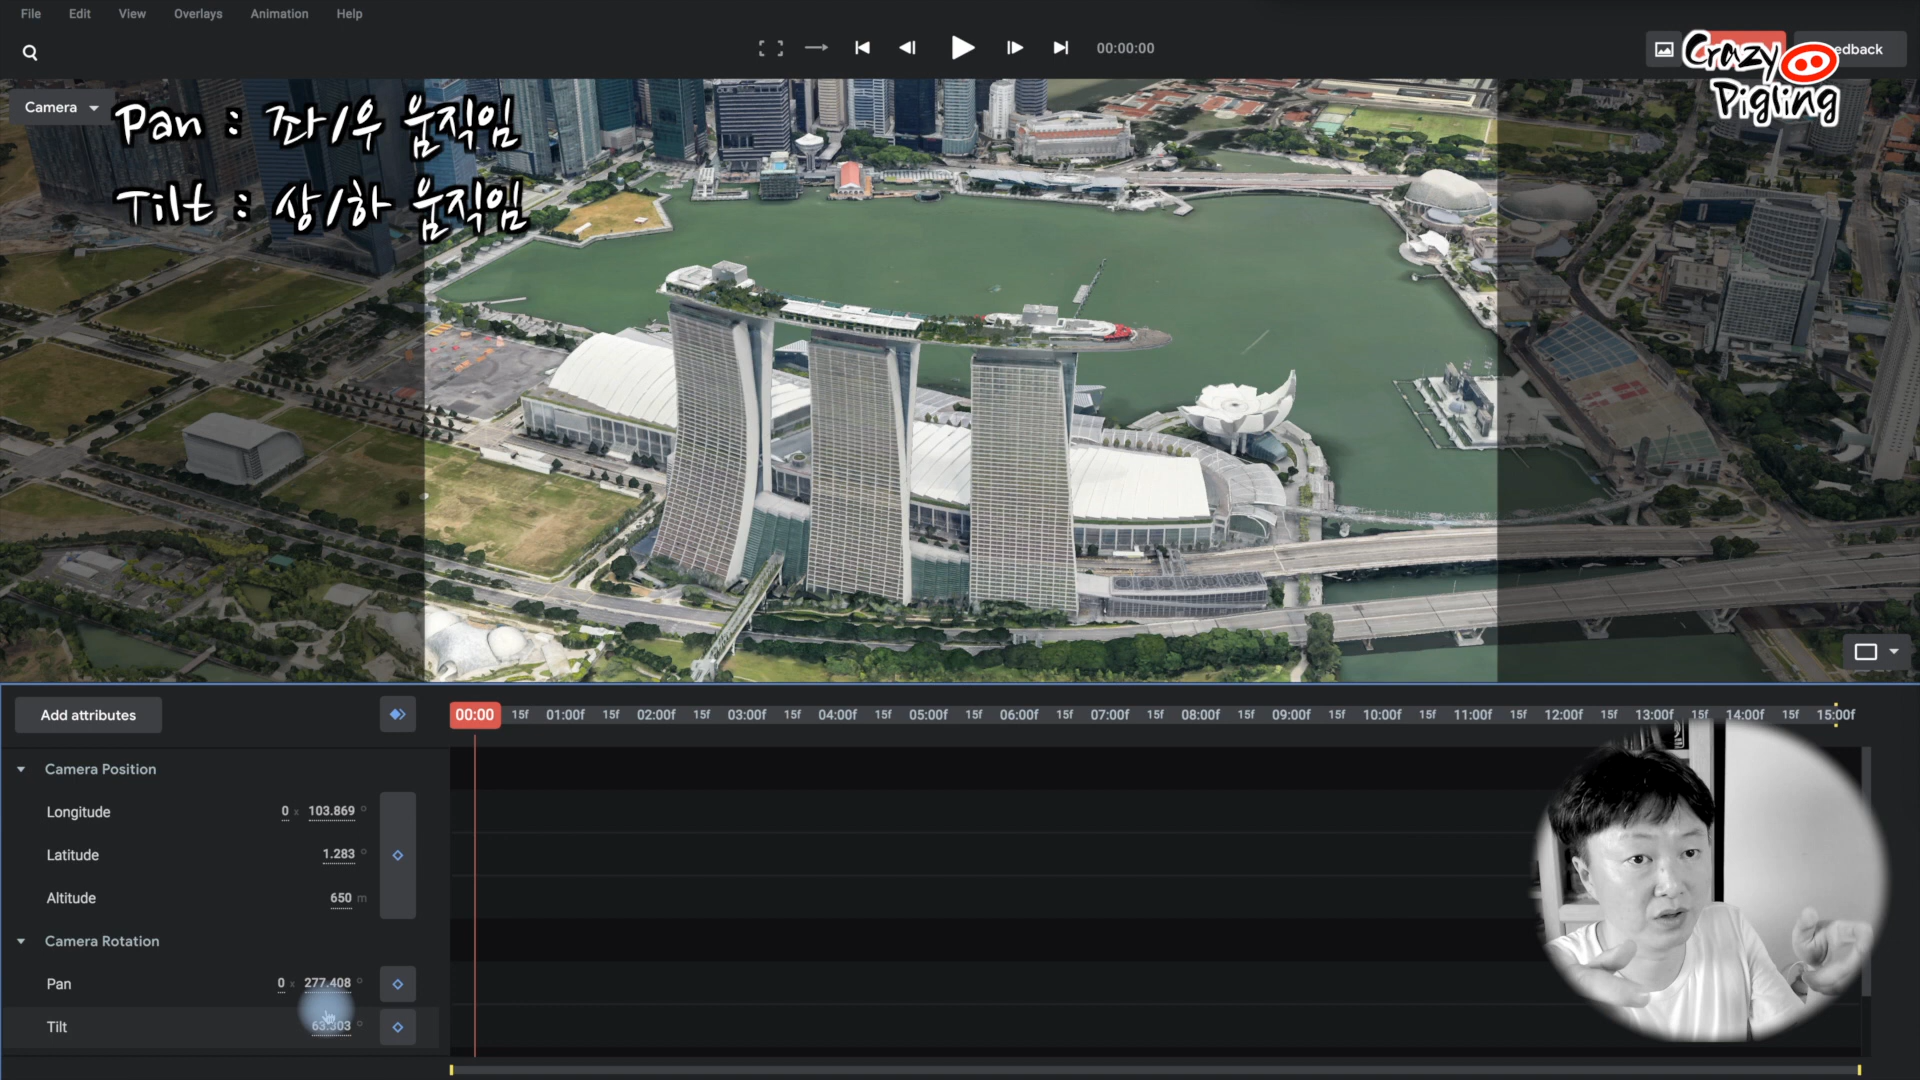 File Edit View Overlays Animation Help
00:00:00
Crazy
Pigling
edback
Camera
Pan : 좌/우 움직임
Tilt : 상/하 움직임
Add attributes
00:00 15f 01:00f 15f 02:00f 15f 03:00f 15f 04:00f 15f 05:00f 15f 06:00f 15f 07:00f 15f 08:00f 15f 09:00f 15f 10:00f 15f 11:00f 15f 12:00f 15f 13:00f 15f 14:00f 15f 15:00f
Camera Position
Longitude 0 x 103.869 °
Latitude 1.283 °
Altitude 650 m
Camera Rotation
Pan 0 x 277.408 °
Tilt 63.303 °